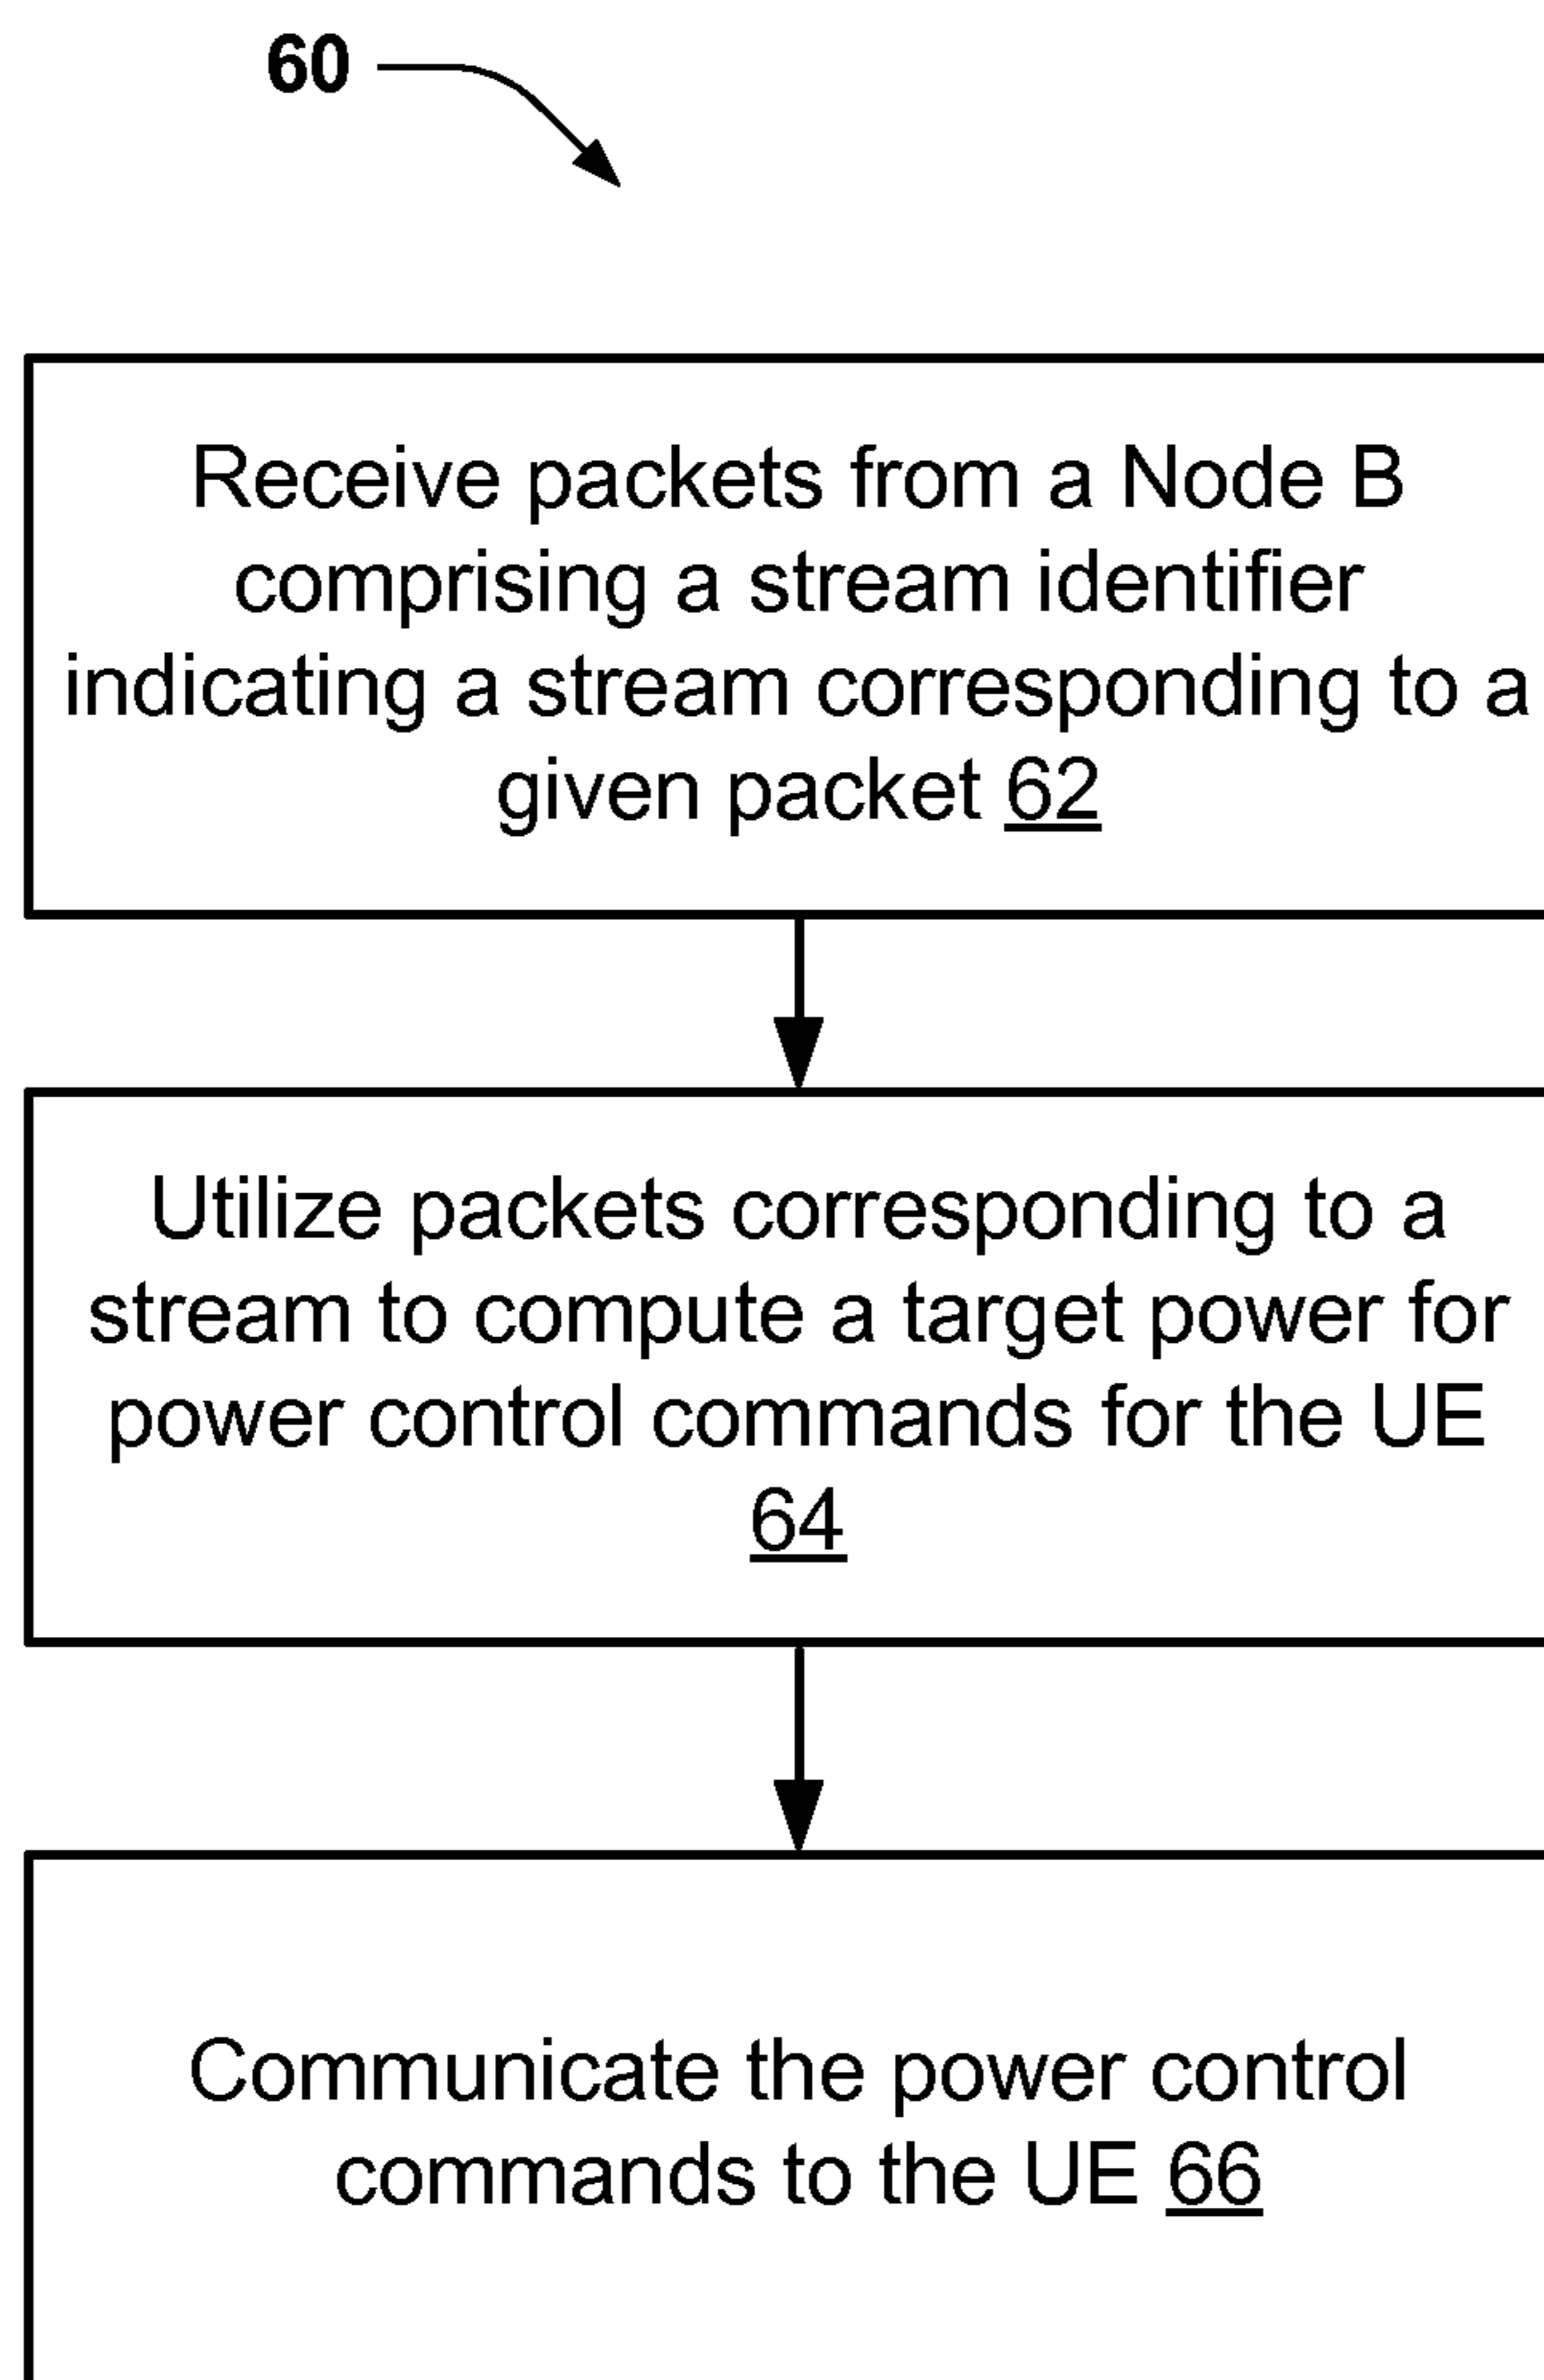 60
Receive packets from a Node B
comprising a stream identifier
indicating a stream corresponding to a
given packet 62
Utilize packets corresponding to a
stream to compute a target power for
power control commands for the UE
64
Communicate the power control
commands to the UE 66